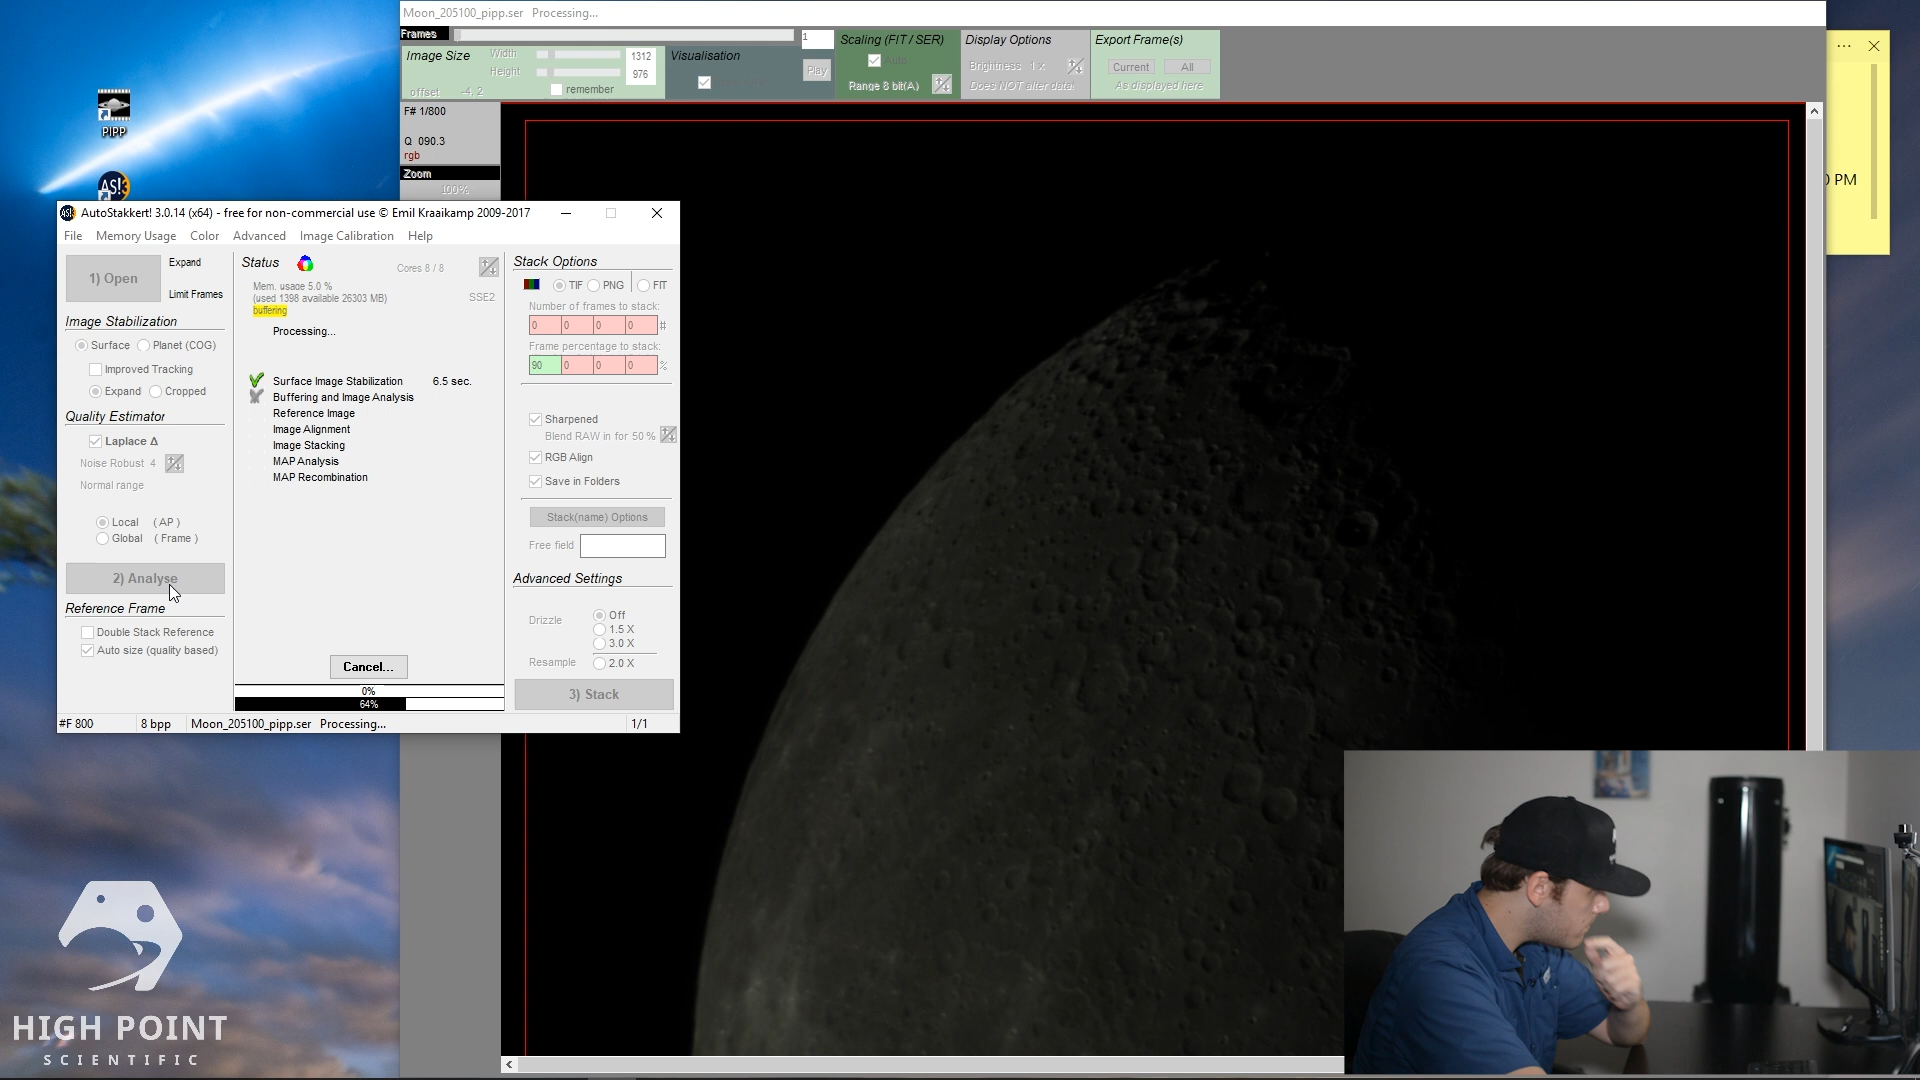 Moon_205100_pipp.ser   Processing...
Frames
1
Image Size
Width
1312
Height
976
remember
offset
-4, 2
Visualisation
Play
Scaling (FIT / SER)
Auto
Range 8 bit(A)
Display Options
Brightness 1 x
Does NOT alter data!
Export Frame(s)
Current
All
As displayed here
F# 1/800
Q 090.3
rgb
Zoom
100%
PIPP
AS!3
PM
AutoStakkert! 3.0.14 (x64) - free for non-commercial use © Emil Kraaikamp 2009-2017
File
Memory Usage
Color
Advanced
Image Calibration
Help
1) Open
Expand
Limit Frames
Image Stabilization
Surface
Planet (COG)
Improved Tracking
Expand
Cropped
Quality Estimator
Laplace Δ
Noise Robust 4
Normal range
Local ( AP )
Global ( Frame )
2) Analyse
Reference Frame
Double Stack Reference
Auto size (quality based)
Status
Cores 8 / 8
Mem. usage 5.0 %
(used 1398 available 26303 MB)
SSE2
buffering
Processing...
Surface Image Stabilization 6.5 sec.
Buffering and Image Analysis
Reference Image
Image Alignment
Image Stacking
MAP Analysis
MAP Recombination
Cancel...
0%
64%
Stack Options
TIF
PNG
FIT
Number of frames to stack:
0 0 0 0 #
Frame percentage to stack:
90 0 0 0 %
Sharpened
Blend RAW in for 50 %
RGB Align
Save in Folders
Stack(name) Options
Free field
Advanced Settings
Drizzle
Off
1.5 X
3.0 X
Resample
2.0 X
3) Stack
#F 800
8 bpp
Moon_205100_pipp.ser   Processing...
1/1
HIGH POINT
SCIENTIFIC